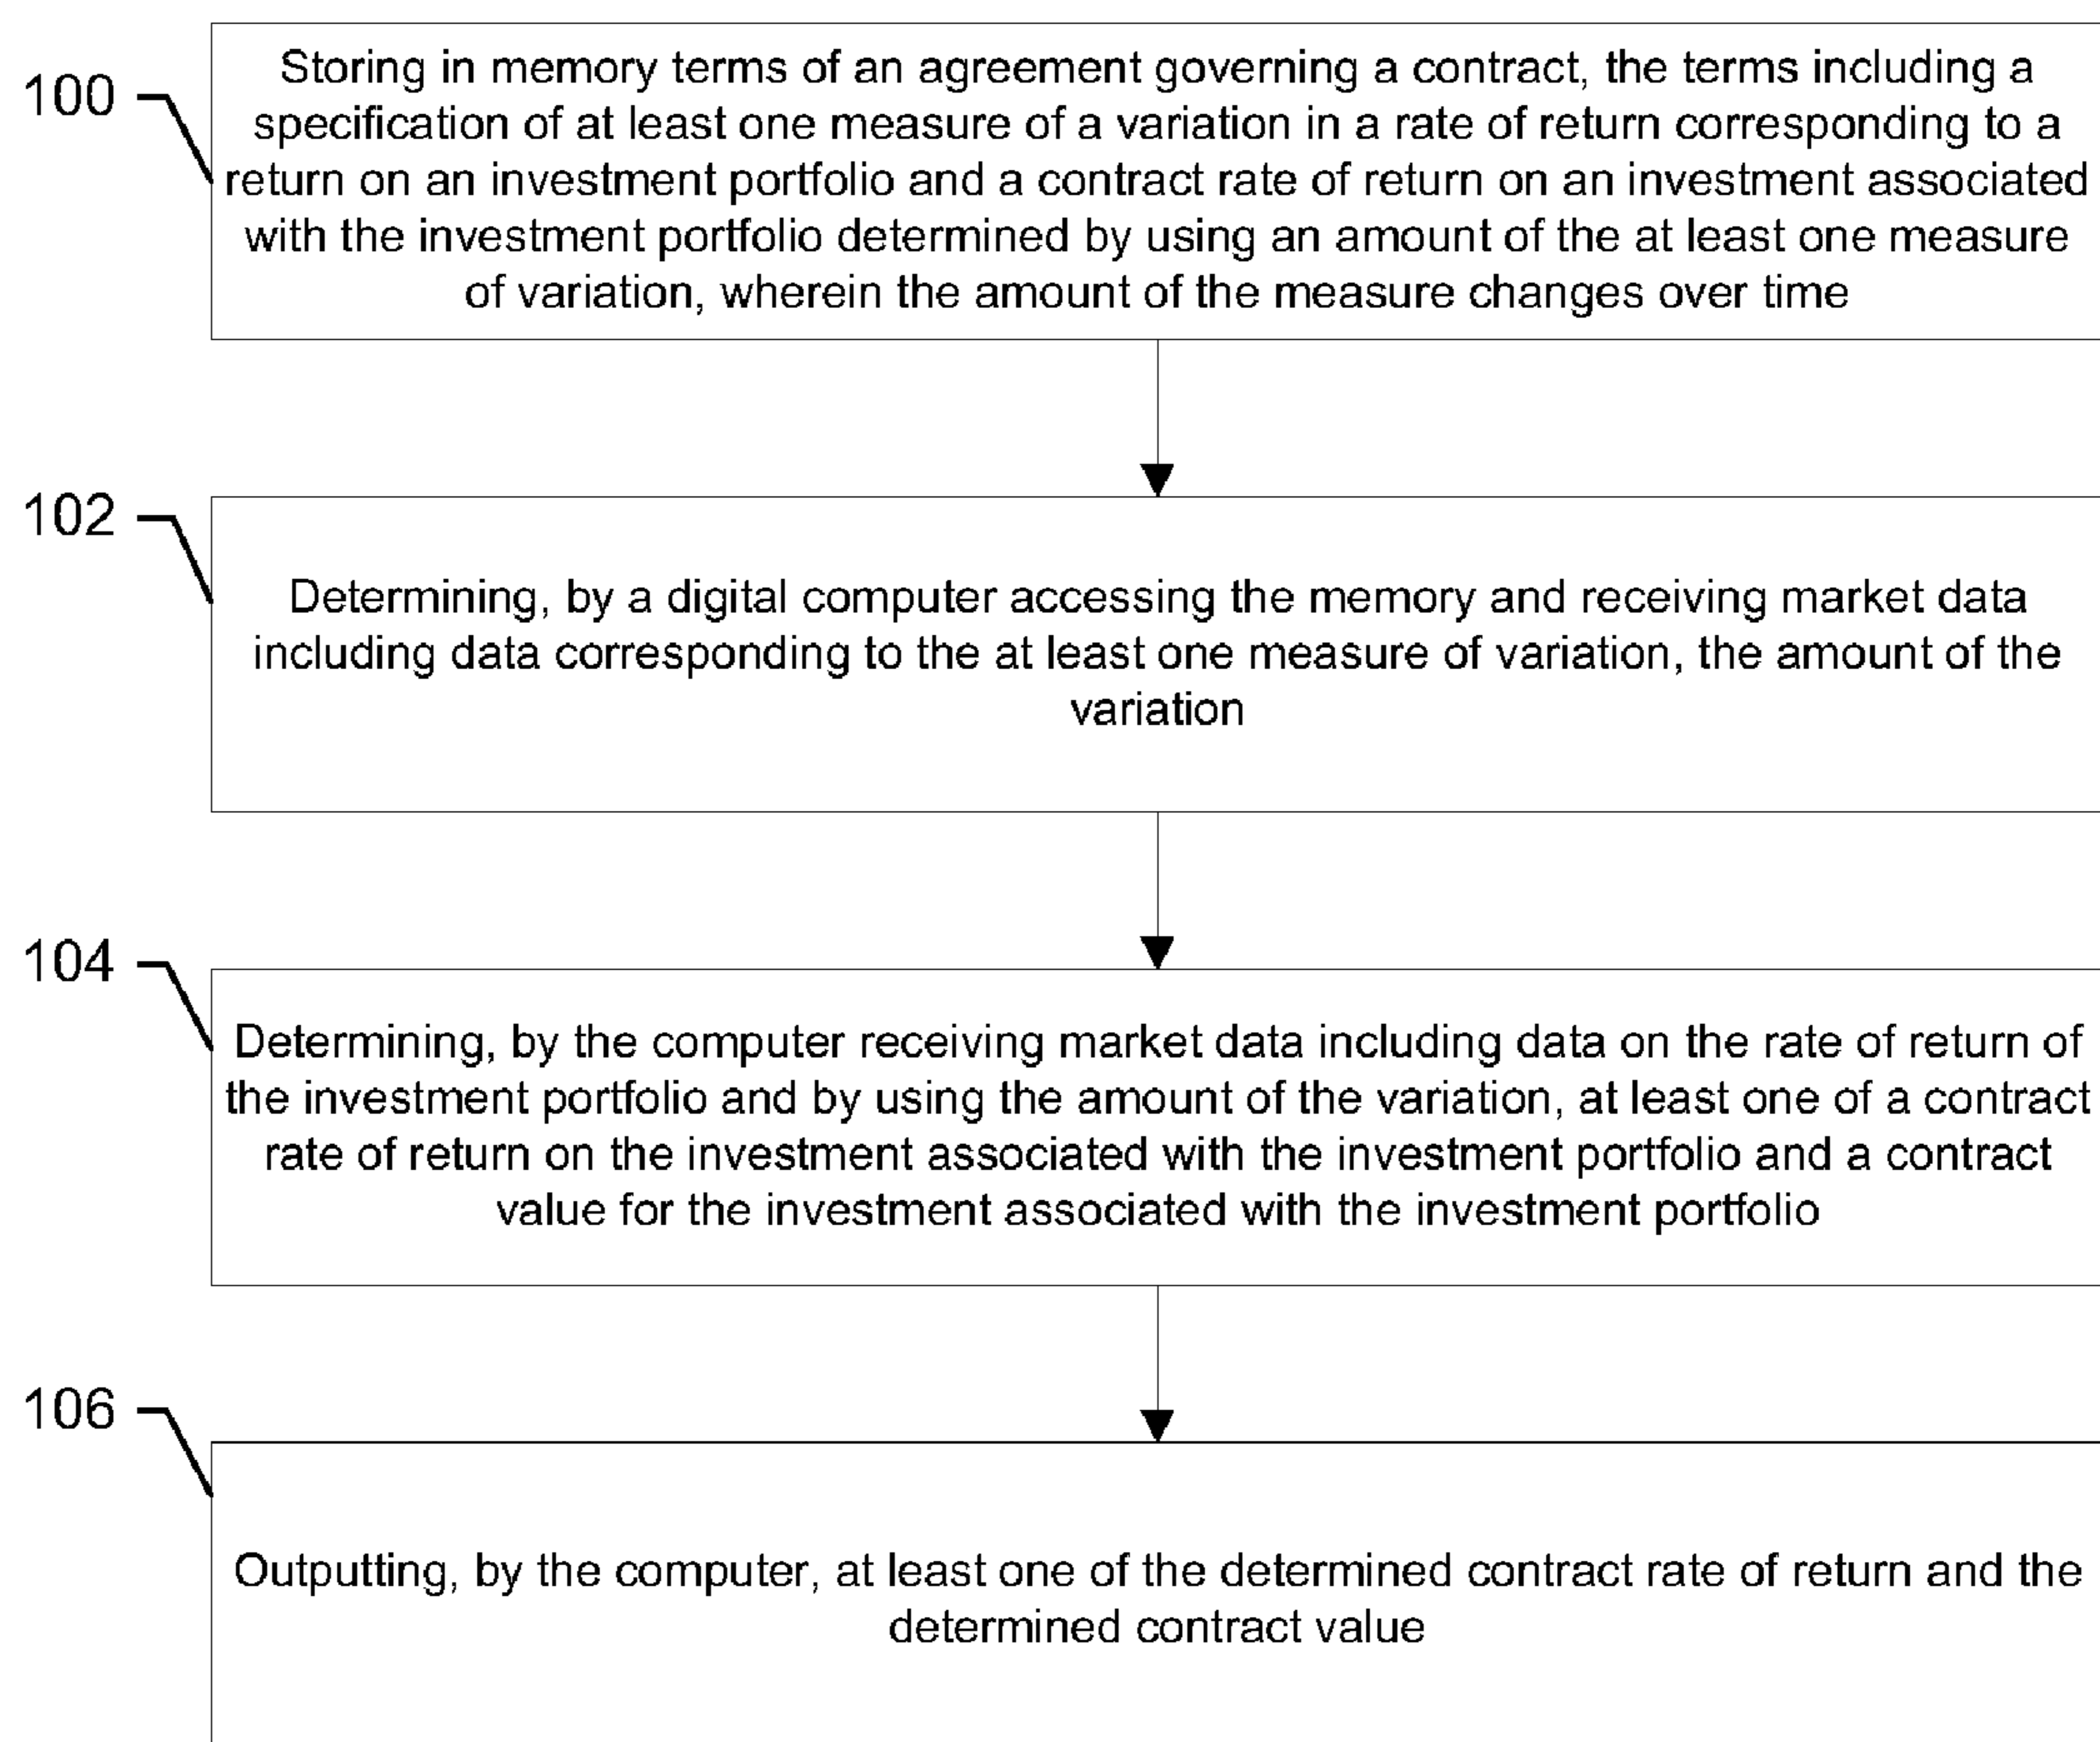 100
Storing in memory terms of an agreement governing a contract, the terms including a
specification of at least one measure of a variation in a rate of return corresponding to a
return on an investment portfolio and a contract rate of return on an investment associated
with the investment portfolio determined by using an amount of the at least one measure
of variation, wherein the amount of the measure changes over time
102
Determining, by a digital computer accessing the memory and receiving market data
including data corresponding to the at least one measure of variation, the amount of the
variation
104
Determining, by the computer receiving market data including data on the rate of return of
the investment portfolio and by using the amount of the variation, at least one of a contract
rate of return on the investment associated with the investment portfolio and a contract
value for the investment associated with the investment portfolio
106
Outputting, by the computer, at least one of the determined contract rate of return and the
determined contract value